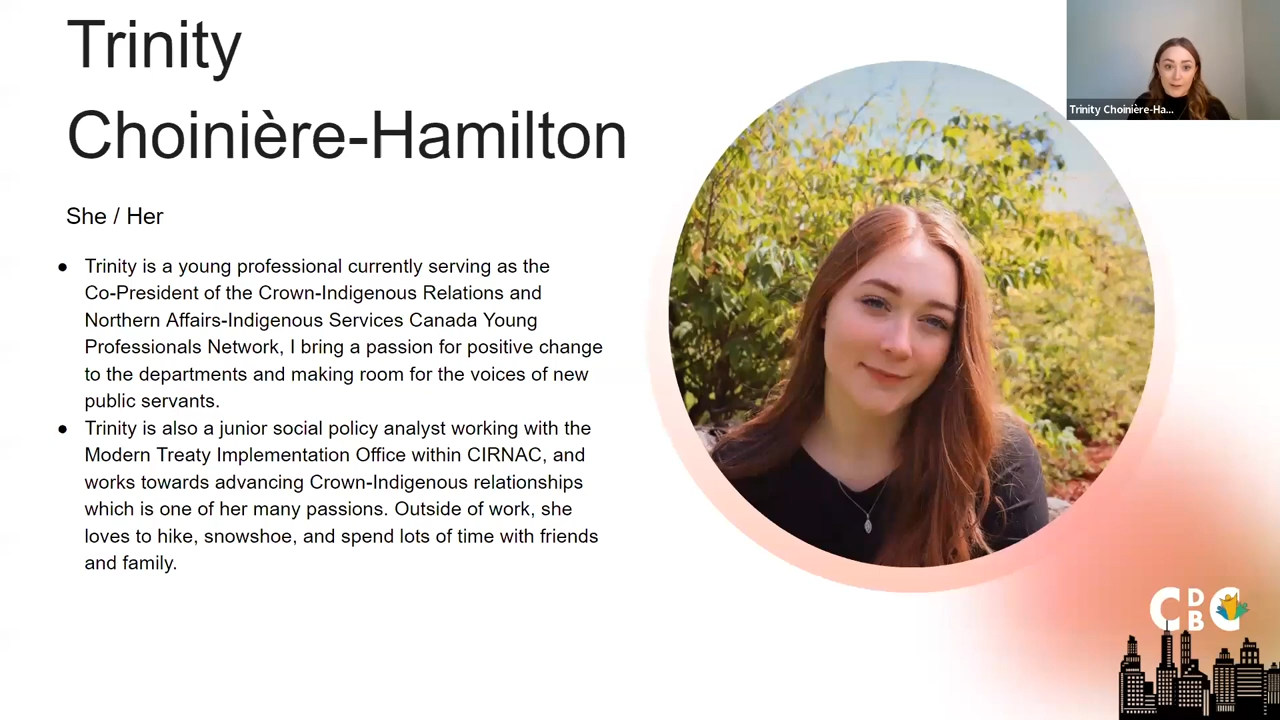 Trinity
Choinière-Hamilton
She / Her
● Trinity is a young professional currently serving as the
Co-President of the Crown-Indigenous Relations and
Northern Affairs-Indigenous Services Canada Young
Professionals Network, I bring a passion for positive change
to the departments and making room for the voices of new
public servants.
● Trinity is also a junior social policy analyst working with the
Modern Treaty Implementation Office within CIRNAC, and
works towards advancing Crown-Indigenous relationships
which is one of her many passions. Outside of work, she
loves to hike, snowshoe, and spend lots of time with friends
and family.
Trinity Choinière-Ha...
C D B C